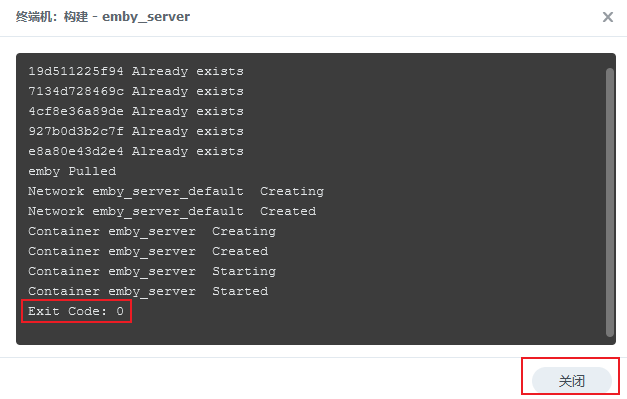 终端机：构建 - emby_server
19d511225f94 Already exists
7134d728469c Already exists
4cf8e36a89de Already exists
927b0d3b2c7f Already exists
e8a80e43d2e4 Already exists
emby Pulled
Network emby_server_default  Creating
Network emby_server_default  Created
Container emby_server  Creating
Container emby_server  Created
Container emby_server  Starting
Container emby_server  Started
Exit Code: 0
关闭